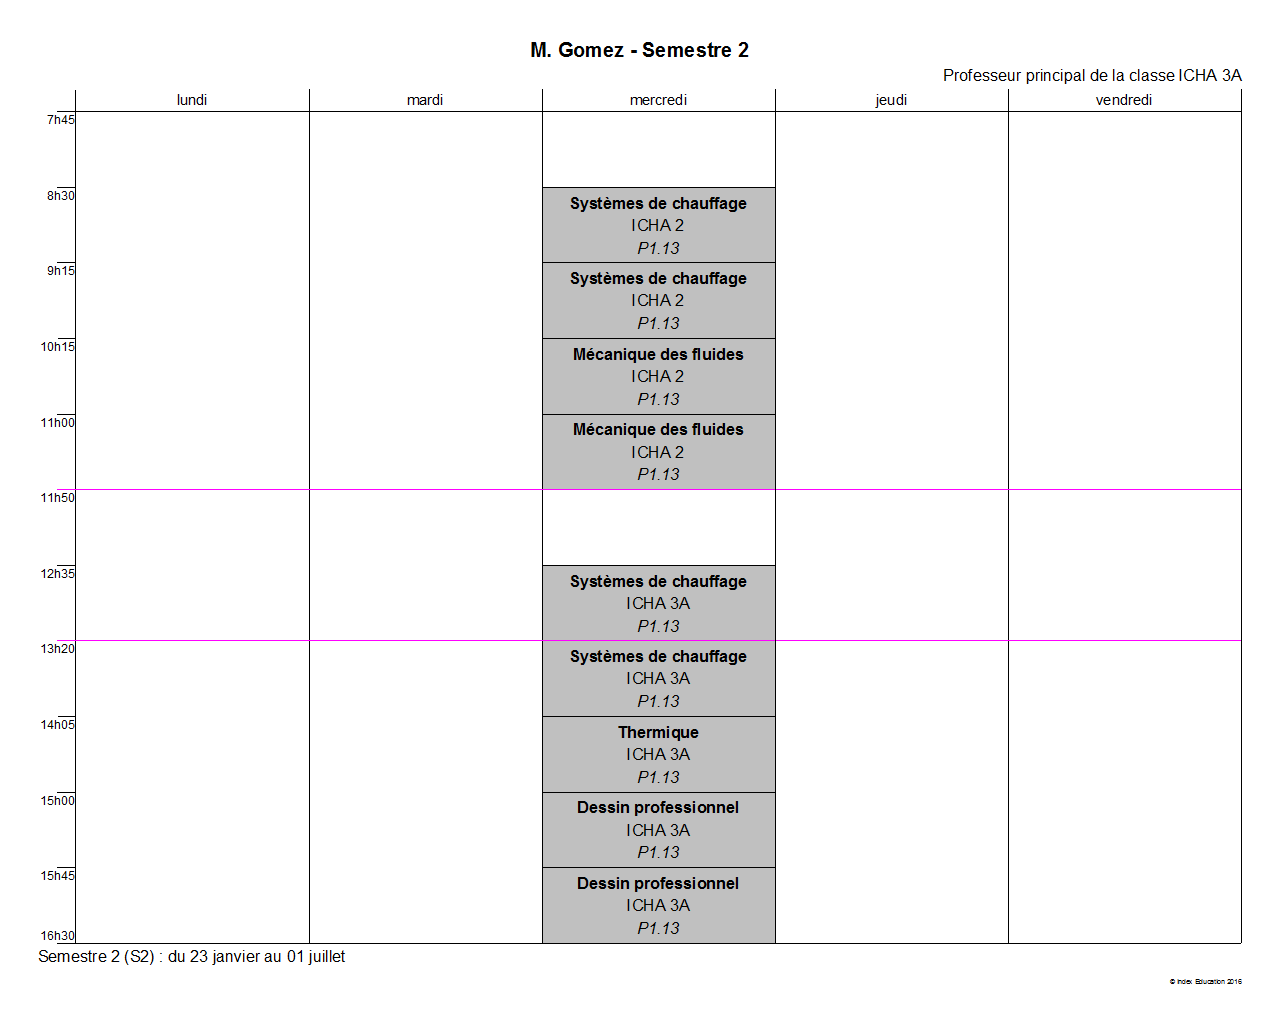 M. Gomez - Semestre 2
Professeur principal de la classe ICHA 3A
lundi mardi mercredi jeudi vendredi
7h45
8h30
Systèmes de chauffage
ICHA 2
P1.13
9h15
Systèmes de chauffage
ICHA 2
P1.13
10h15
Mécanique des fluides
ICHA 2
P1.13
11h00
Mécanique des fluides
ICHA 2
P1.13
11h50
12h35
Systèmes de chauffage
ICHA 3A
P1.13
13h20
Systèmes de chauffage
ICHA 3A
P1.13
14h05
Thermique
ICHA 3A
P1.13
15h00
Dessin professionnel
ICHA 3A
P1.13
15h45
Dessin professionnel
ICHA 3A
P1.13
16h30
Semestre 2 (S2) : du 23 janvier au 01 juillet
© Index Education 2016